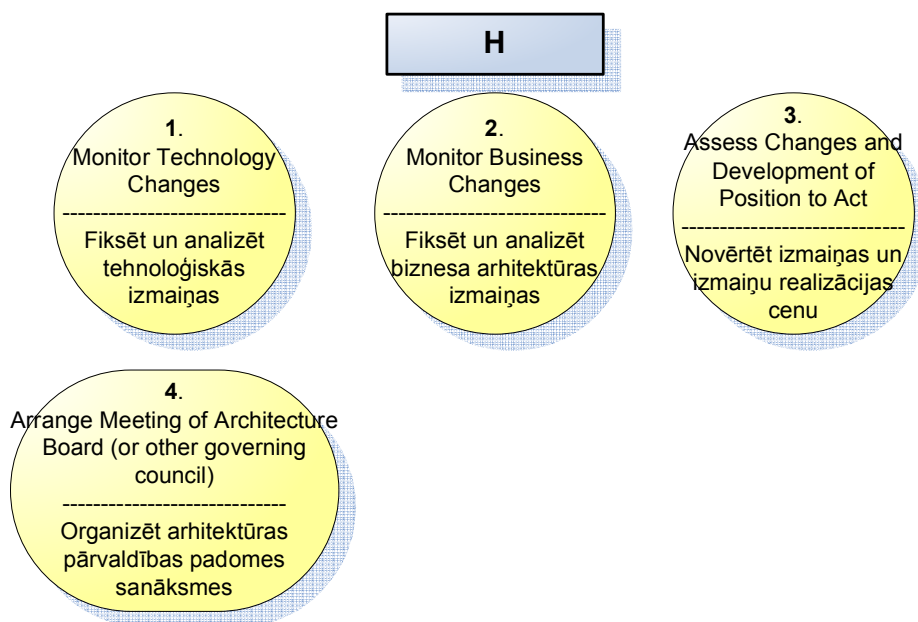 H
1.
Monitor Technology
Changes
-----------------------------
Fiksēt un analizēt
tehnoloģiskās
izmaiņas
2.
Monitor Business
Changes
-----------------------------
Fiksēt un analizēt
biznesa arhitektūras
izmaiņas
3.
Assess Changes and
Development of
Position to Act
-----------------------------
Novērtēt izmaiņas un
izmaiņu realizācijas
cenu
4.
Arrange Meeting of Architecture
Board (or other governing
council)
-----------------------------
Organizēt arhitektūras
pārvaldības padomes
sanāksmes